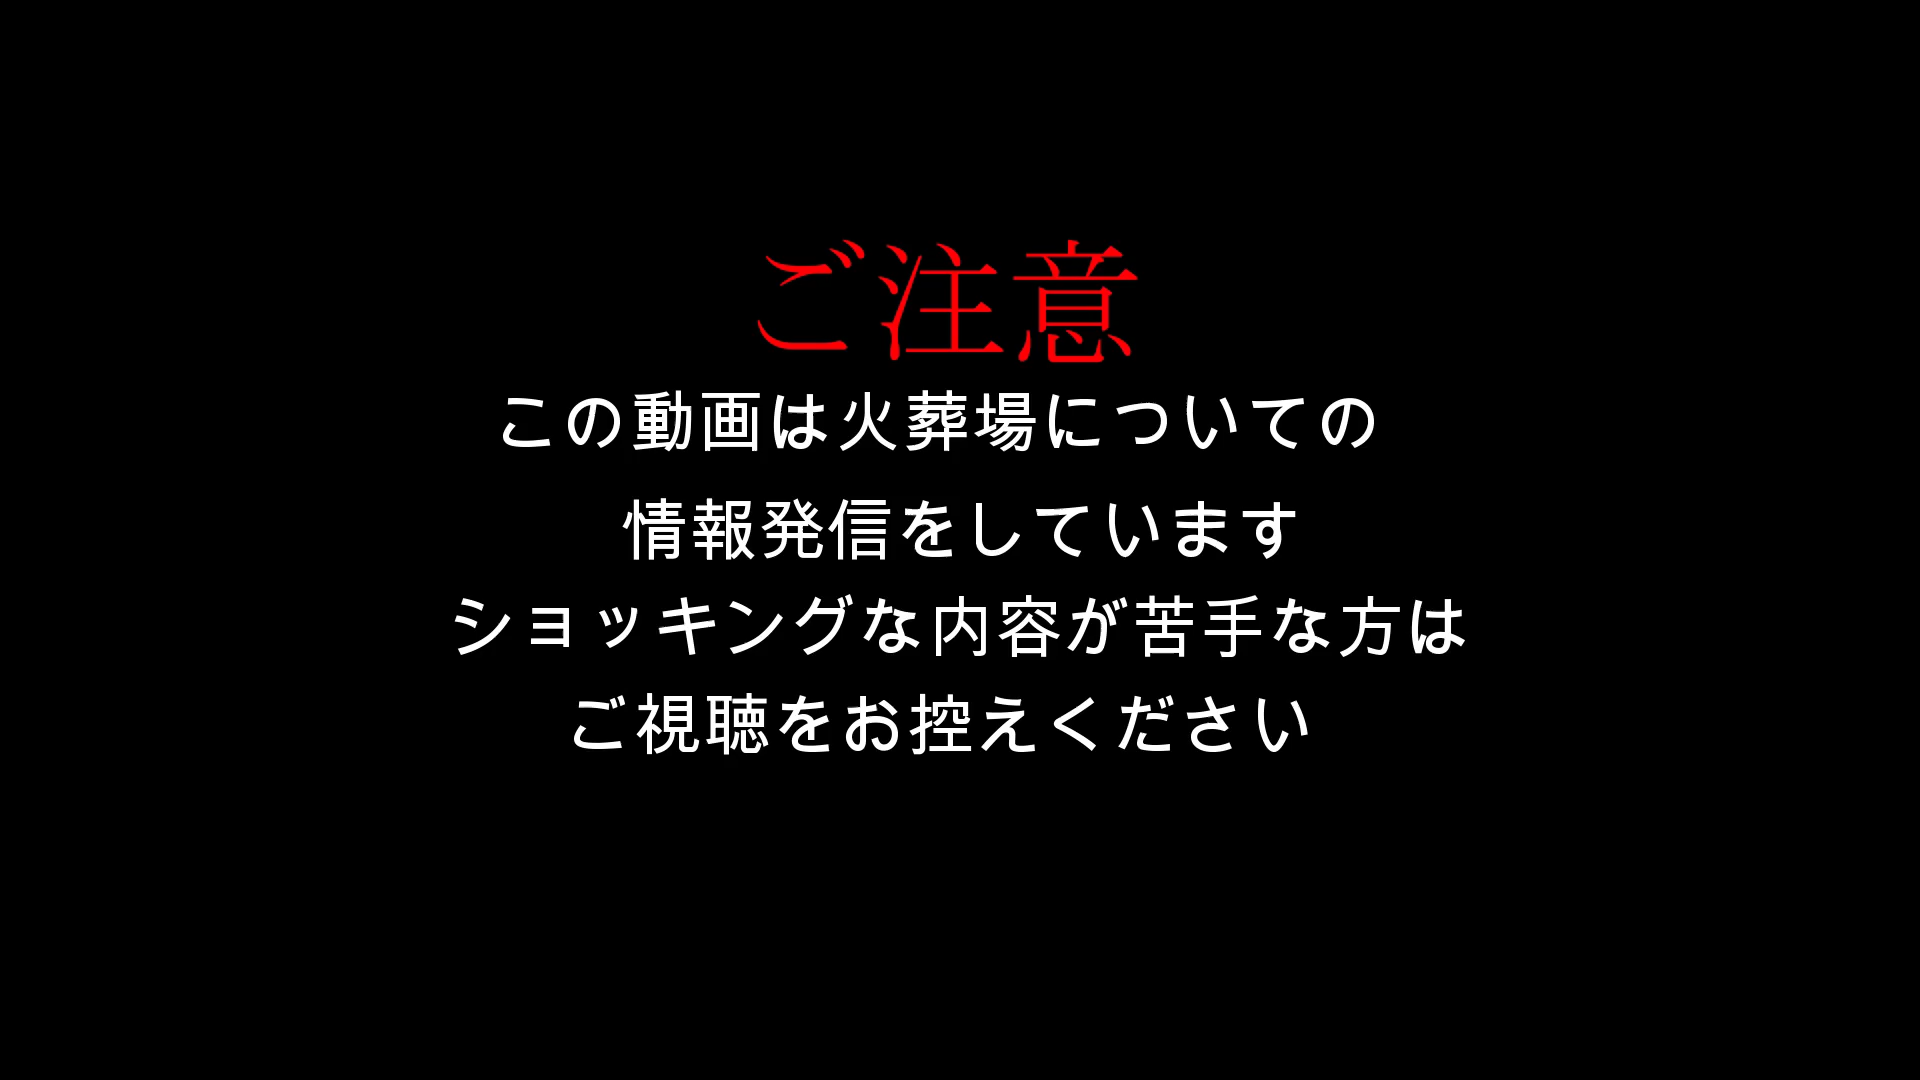 ご注意
この動画は火葬場についての
情報発信をしています
ショッキングな内容が苦手な方は
ご視聴をお控えください